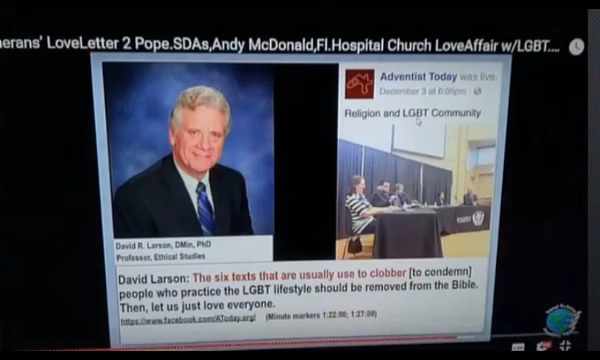 nerans' LoveLetter 2 Pope.SDAs,Andy McDonald,Fl.Hospital Church LoveAffair w/LGBT....
Adventist Today was live.
December 3 at 6:05pm
Religion and LGBT Community
David R. Larson, DMin, PhD
Professor, Ethical Studies
David Larson: The six texts that are usually use to clobber [to condemn]
people who practice the LGBT lifestyle should be removed from the Bible.
Then, let us just love everyone.
https://www.facebook.com/AToday.org/ (Minute markers 1:22:00; 1:27:00)